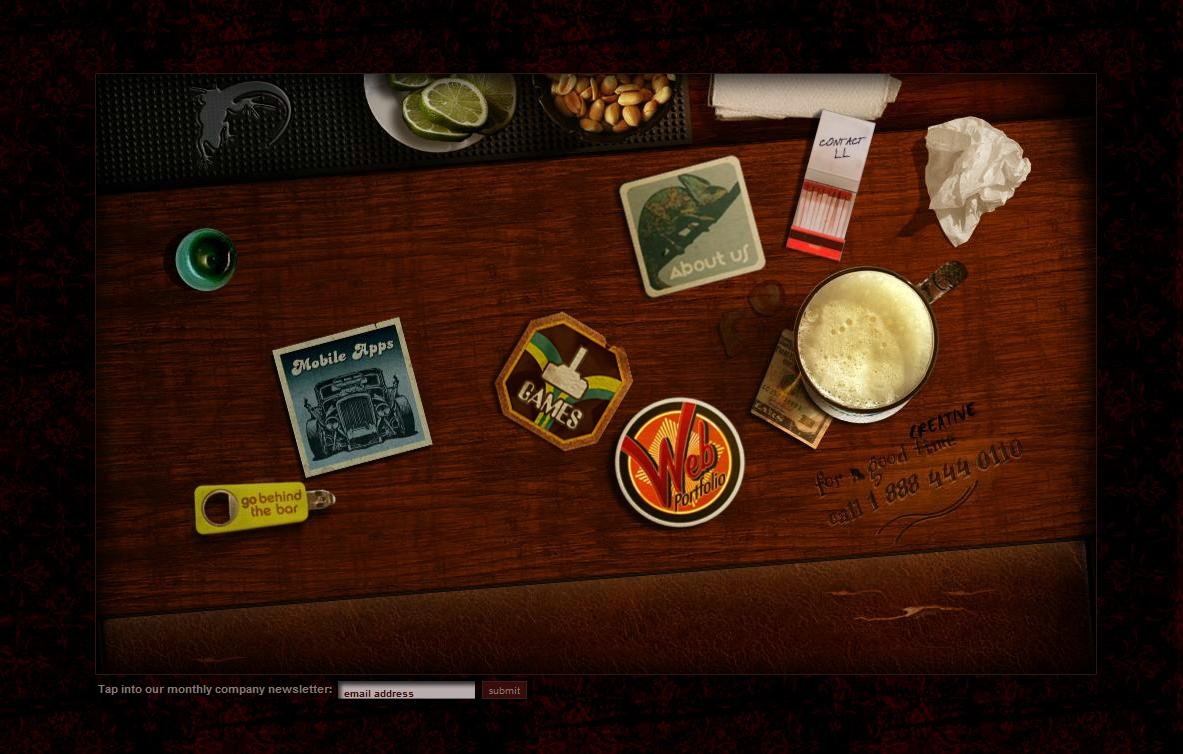 CONTACT
LL
About us
Mobile Apps
GAMES
Web
Portfolio
go behind
the bar
CREATIVE
for a good time
call 1 888 444 0110
Tap into our monthly company newsletter:
email address
submit